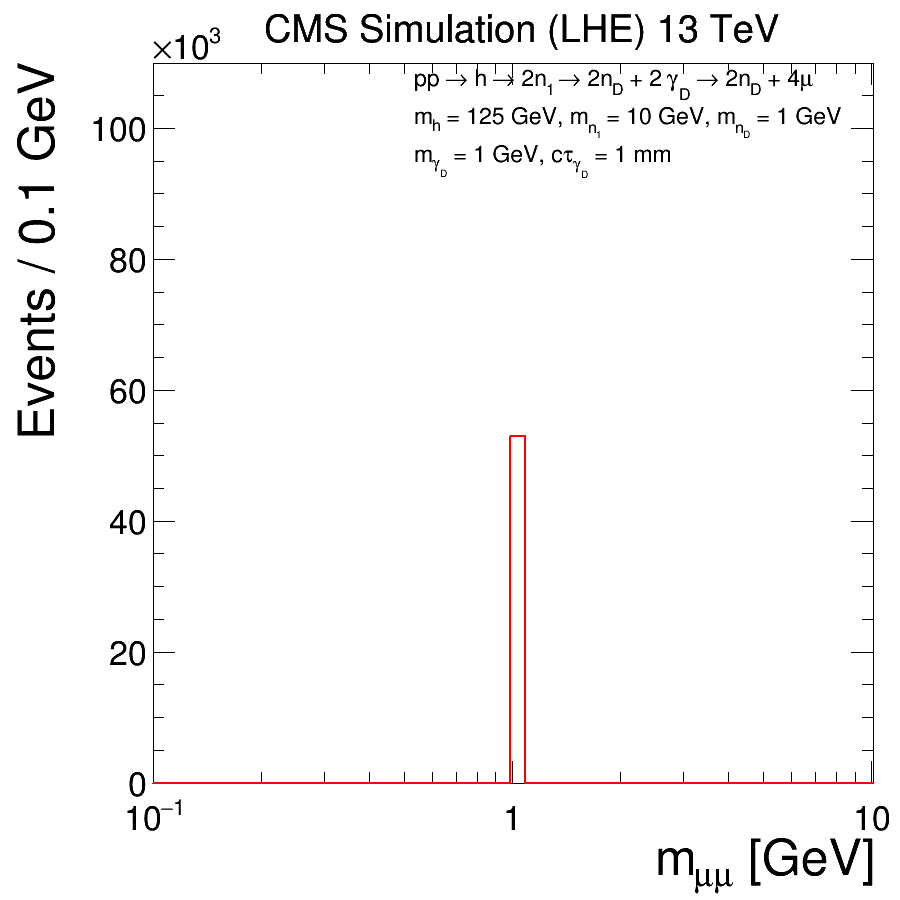 CMS Simulation (LHE) 13 TeV
×10³
pp → h → 2n₁ → 2n_D + 2 γ_D → 2n_D + 4μ
m_h = 125 GeV, m_n₁ = 10 GeV, m_n_D = 1 GeV
m_γ_D = 1 GeV, cτ_γ_D = 1 mm
Events / 0.1 GeV
100
80
60
40
20
0
10⁻¹ 1 10
m_μμ [GeV]